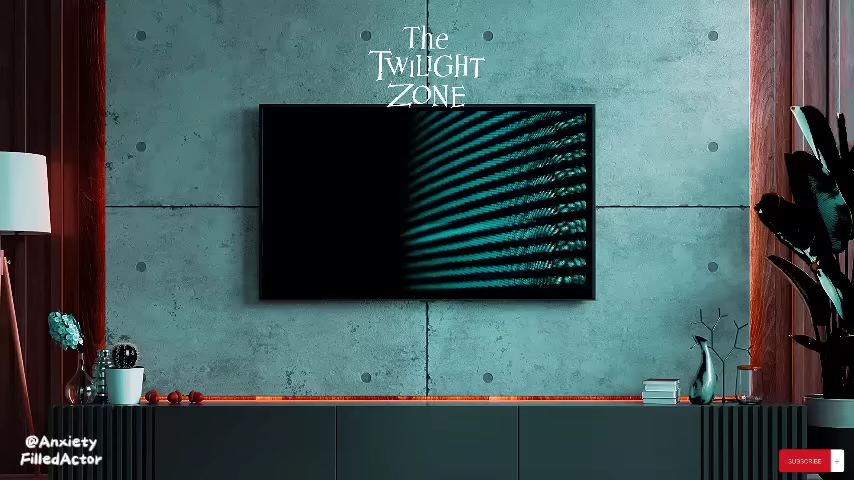 The
Twilight
Zone
@Anxiety
FilledActor
SUBSCRIBE +